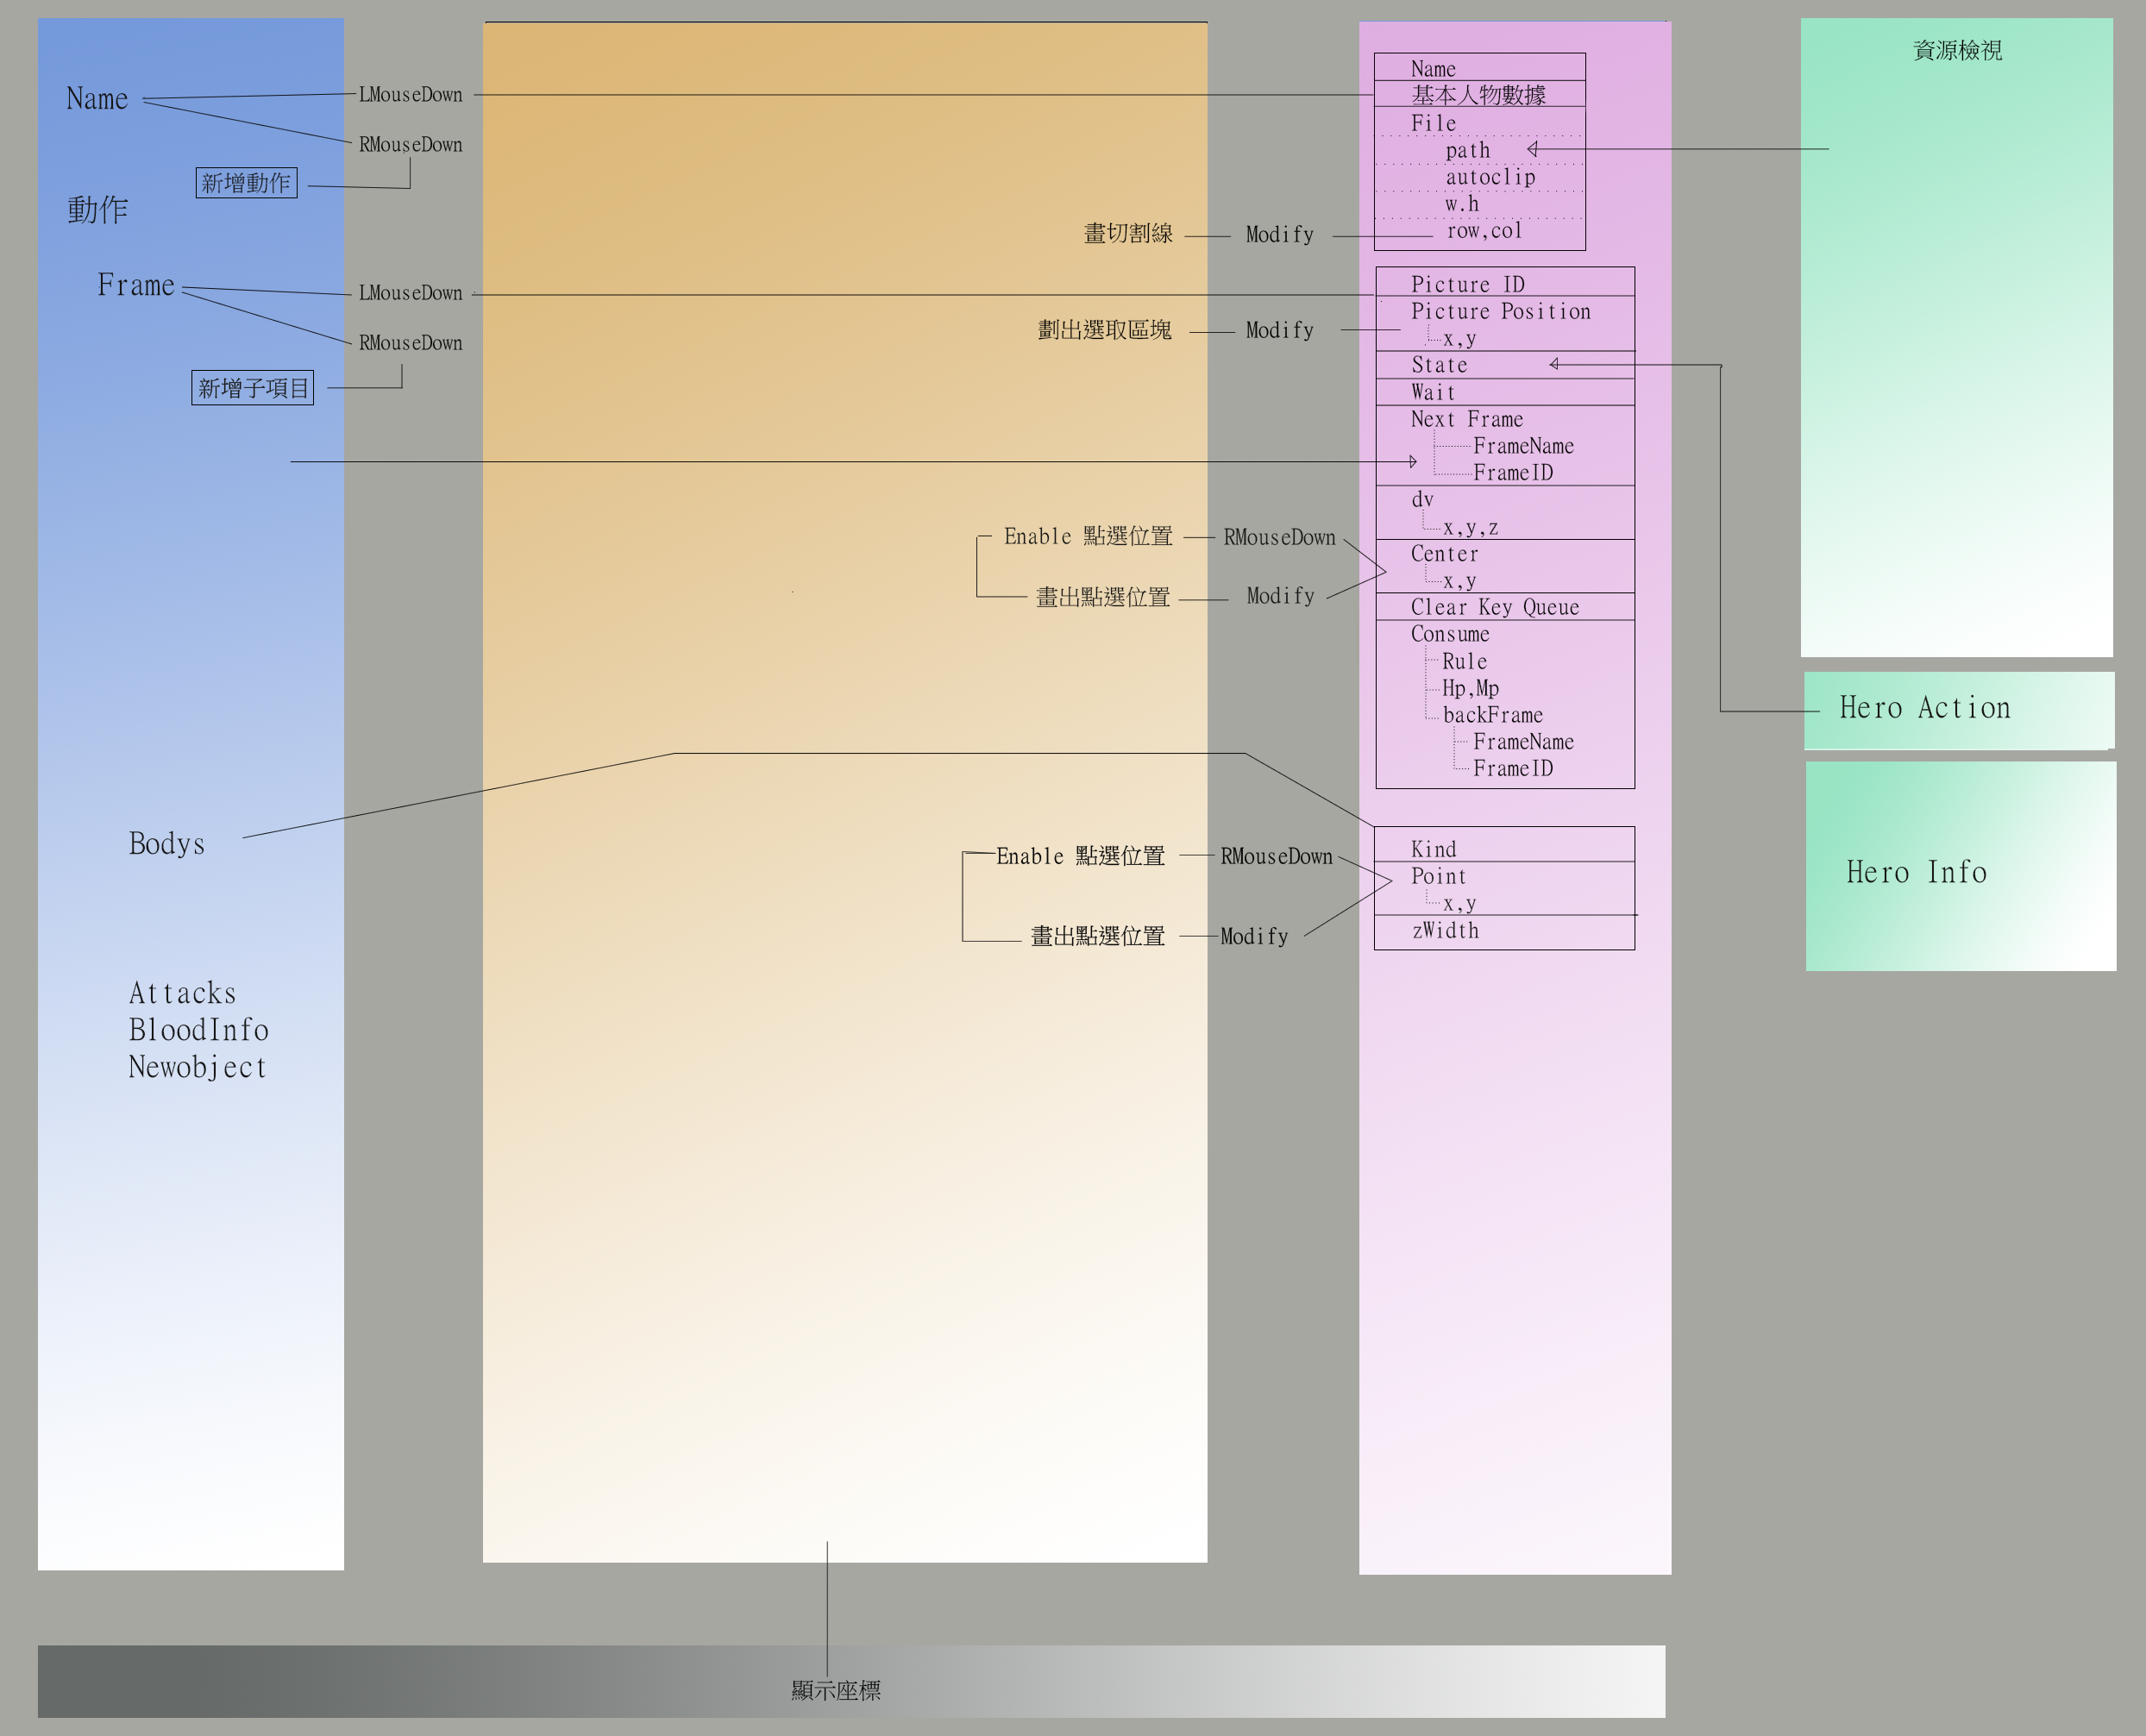 Name
LMouseDown
RMouseDown
新增動作
動作
Frame
LMouseDown
RMouseDown
新增子項目
Bodys
Attacks
BloodInfo
Newobject
畫切割線
Modify
劃出選取區塊
Modify
Enable 點選位置
RMouseDown
畫出點選位置
Modify
Enable 點選位置
RMouseDown
畫出點選位置
Modify
Name
基本人物數據
File
path
autoclip
w.h
row,col
Picture ID
Picture Position
x,y
State
Wait
Next Frame
FrameName
FrameID
dv
x,y,z
Center
x,y
Clear Key Queue
Consume
Rule
Hp,Mp
backFrame
FrameName
FrameID
Kind
Point
x,y
zWidth
資源檢視
Hero Action
Hero Info
顯示座標